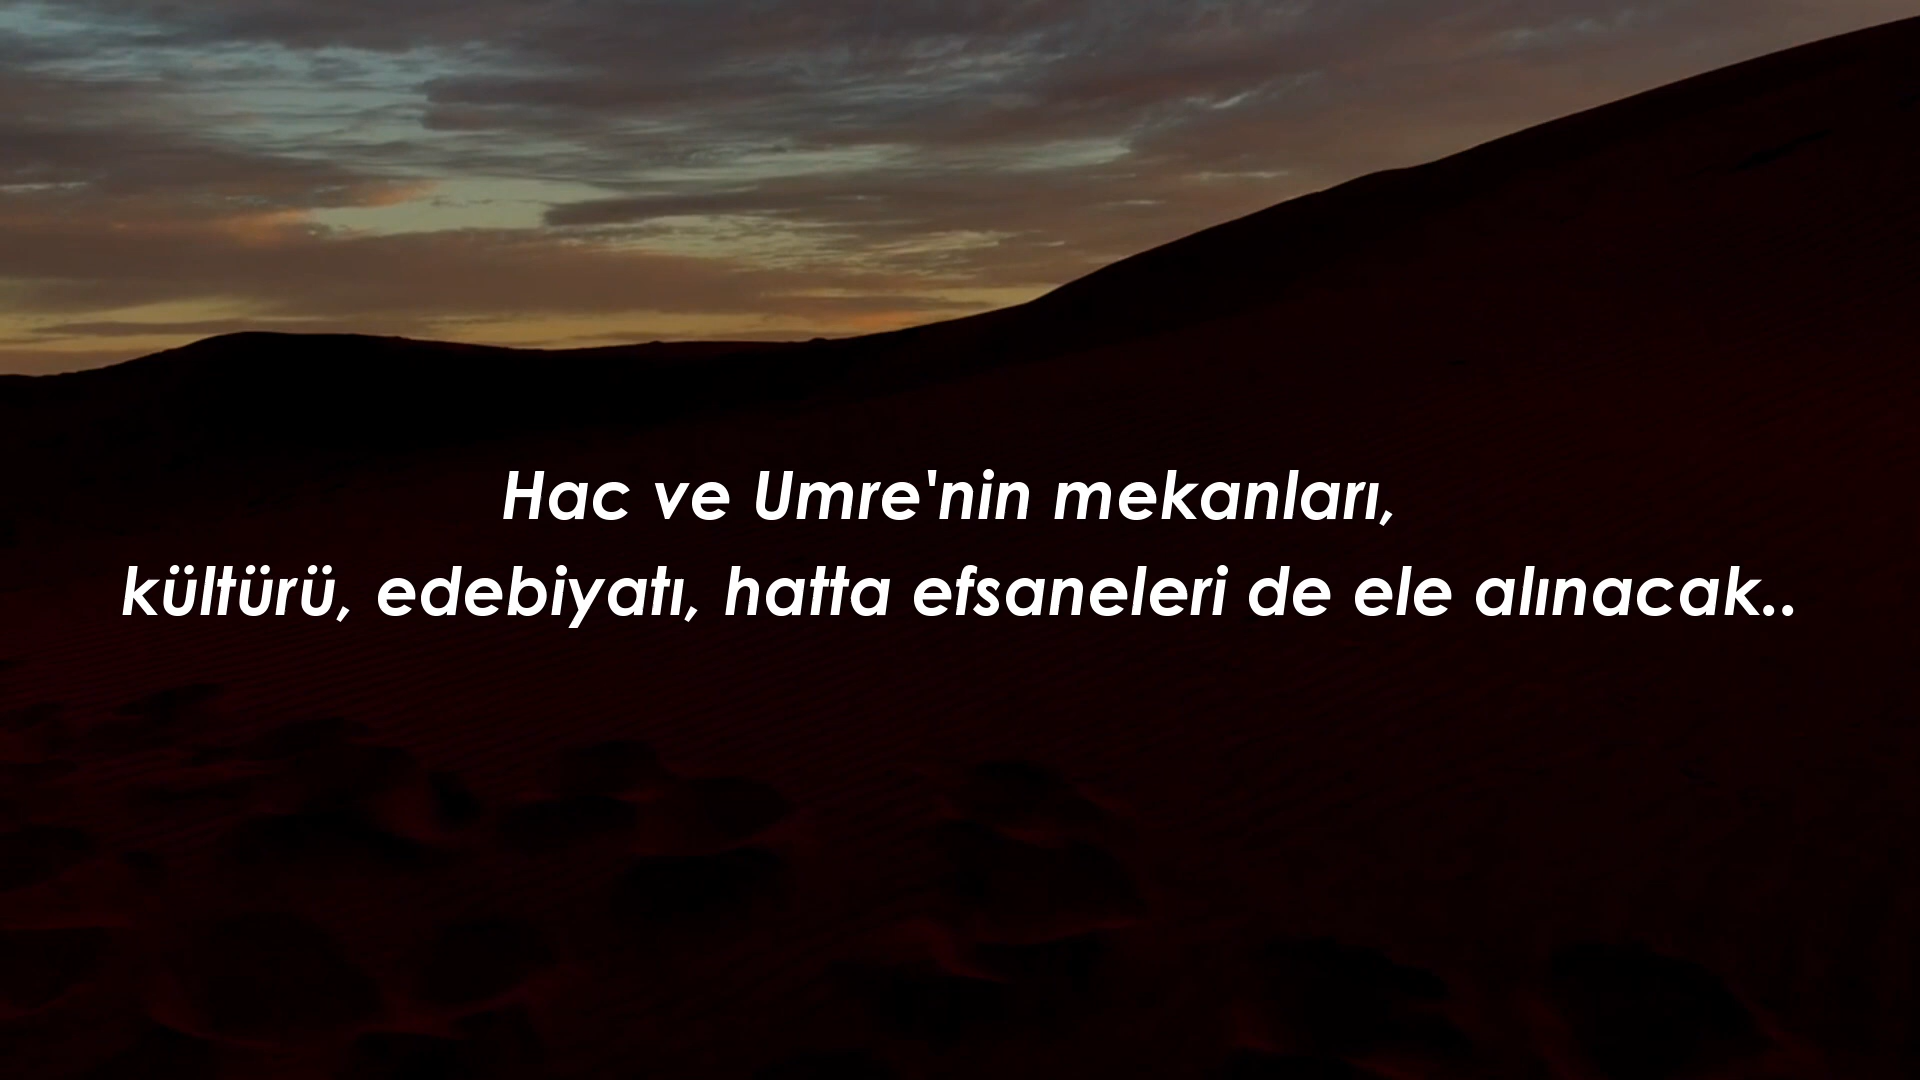 Hac ve Umre'nin mekanları,
kültürü, edebiyatı, hatta efsaneleri de ele alınacak..